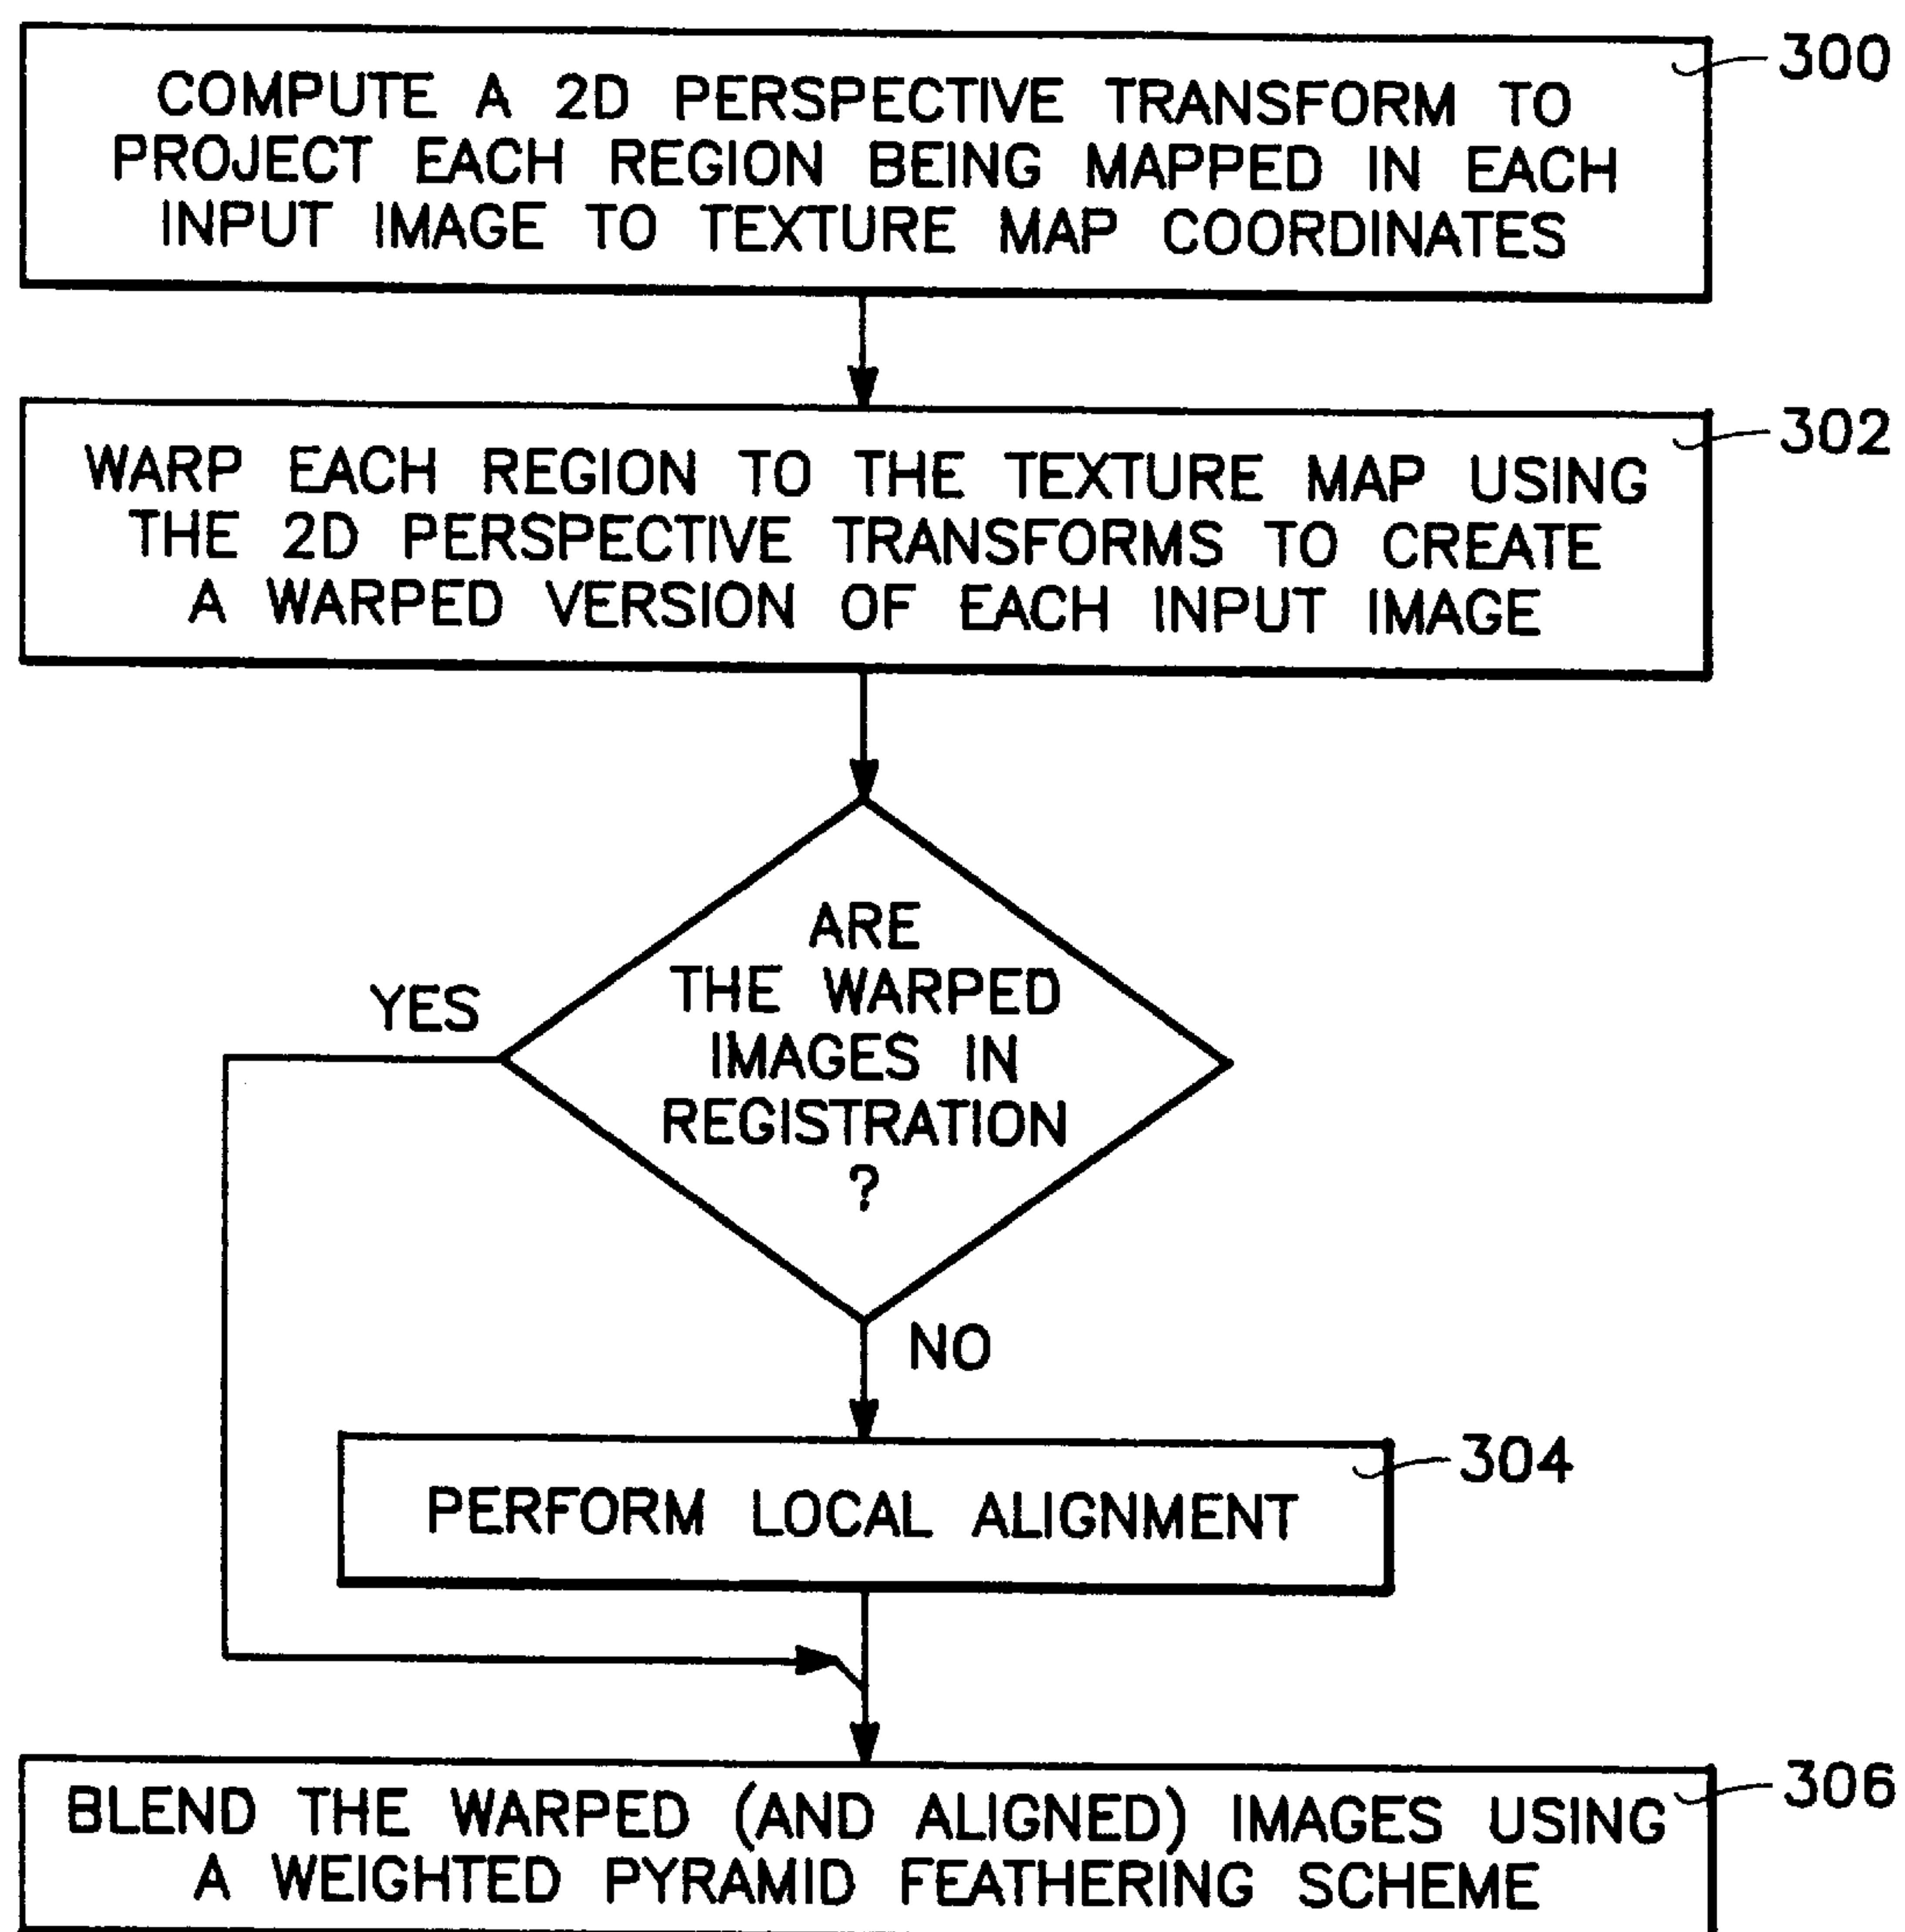 300
COMPUTE A 2D PERSPECTIVE TRANSFORM TO
PROJECT EACH REGION BEING MAPPED IN EACH
INPUT IMAGE TO TEXTURE MAP COORDINATES
302
WARP EACH REGION TO THE TEXTURE MAP USING
THE 2D PERSPECTIVE TRANSFORMS TO CREATE
A WARPED VERSION OF EACH INPUT IMAGE
ARE
THE WARPED
IMAGES IN
REGISTRATION
?
YES
NO
304
PERFORM LOCAL ALIGNMENT
306
BLEND THE WARPED (AND ALIGNED) IMAGES USING
A WEIGHTED PYRAMID FEATHERING SCHEME